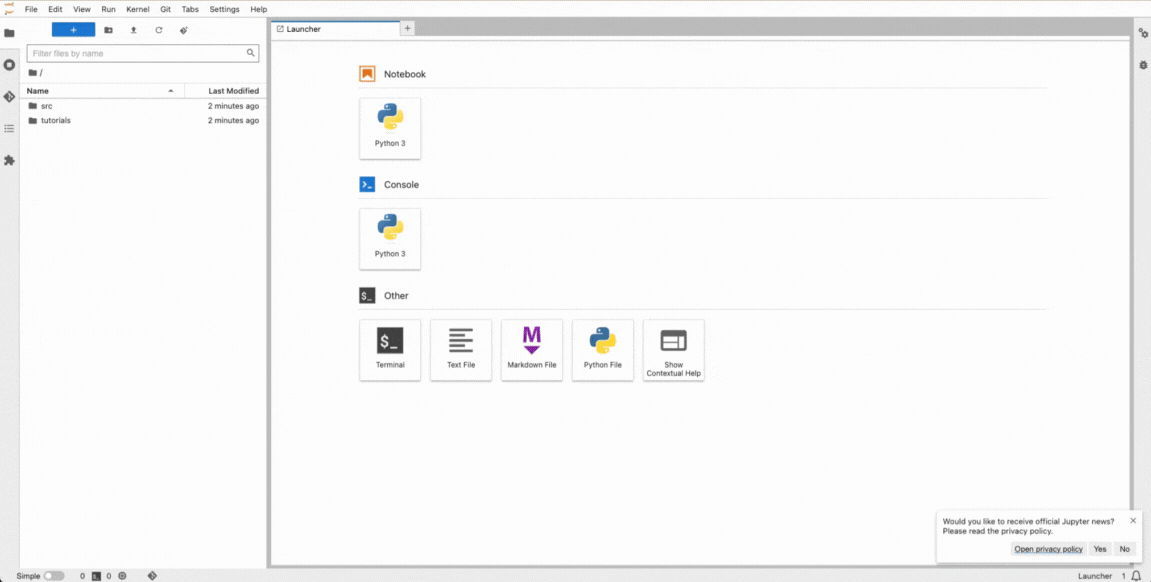 File Edit View Run Kernel Git Tabs Settings Help
+
Launcher
+
Filter files by name
/
Name Last Modified
src 2 minutes ago
tutorials 2 minutes ago
Notebook
Python 3
Console
Python 3
$_ Other
$_
M
Terminal
Text File
Markdown File
Python File
Show
Contextual Help
Would you like to receive official Jupyter news?
Please read the privacy policy.
Open privacy policy Yes No
Simple 0 0 Launcher 1